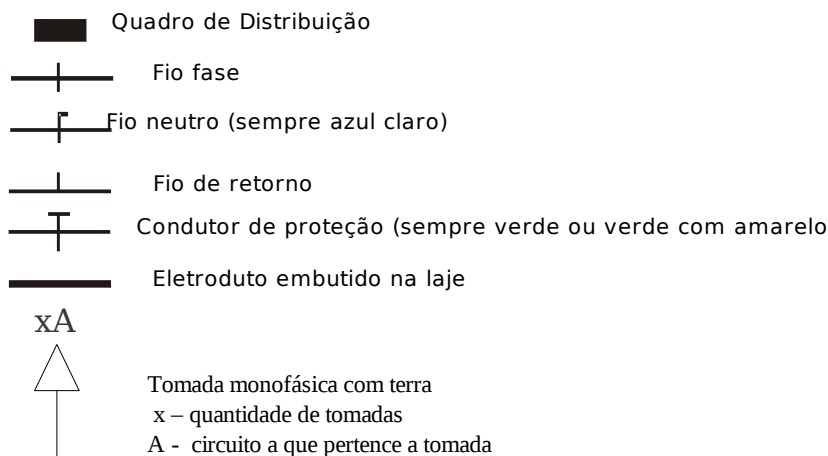 Quadro de Distribuição
Fio fase
Fio neutro (sempre azul claro)
Fio de retorno
Condutor de proteção (sempre verde ou verde com amarelo
Eletroduto embutido na laje
xA
Tomada monofásica com terra
x – quantidade de tomadas
A - circuito a que pertence a tomada